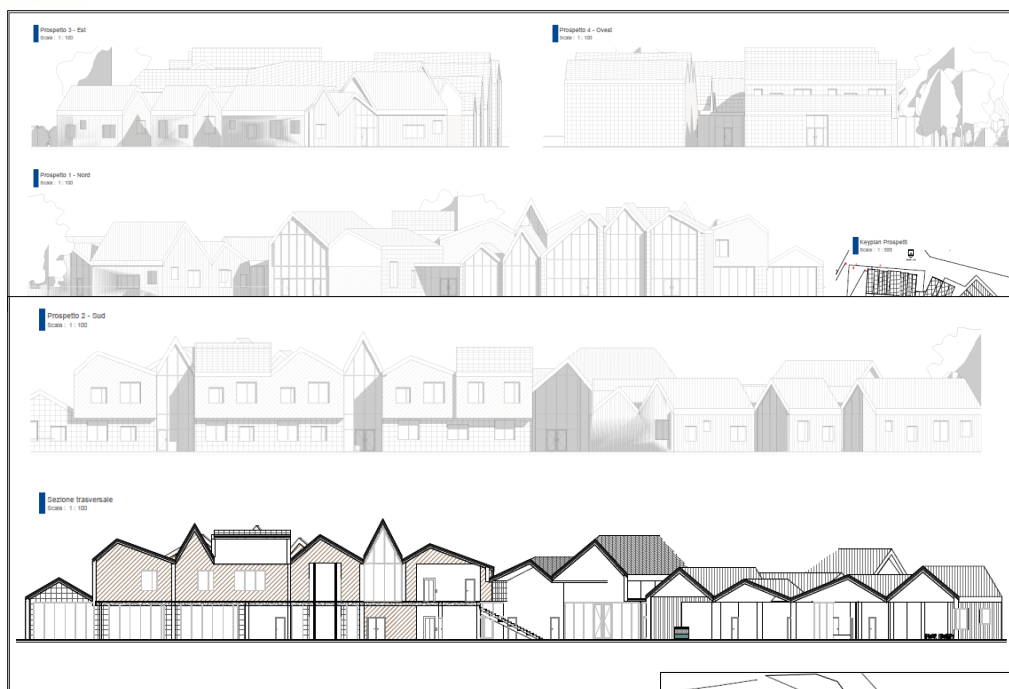 Prospetto 3 - Est
Scala : 1 : 100
Prospetto 4 - Ovest
Scala : 1 : 100
Prospetto 1 - Nord
Scala : 1 : 100
Keyplan Prospetti
Scala : 1 : 500
Prospetto 2 - Sud
Scala : 1 : 100
Sezione trasversale
Scala : 1 : 100